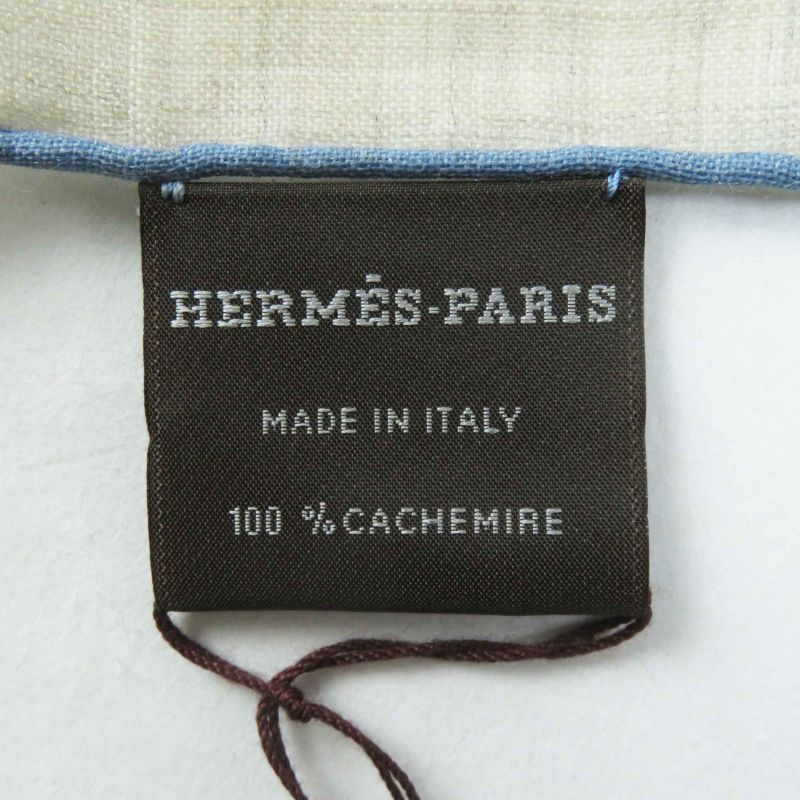 HERMÈS-PARIS
MADE IN ITALY
100 % CACHEMIRE